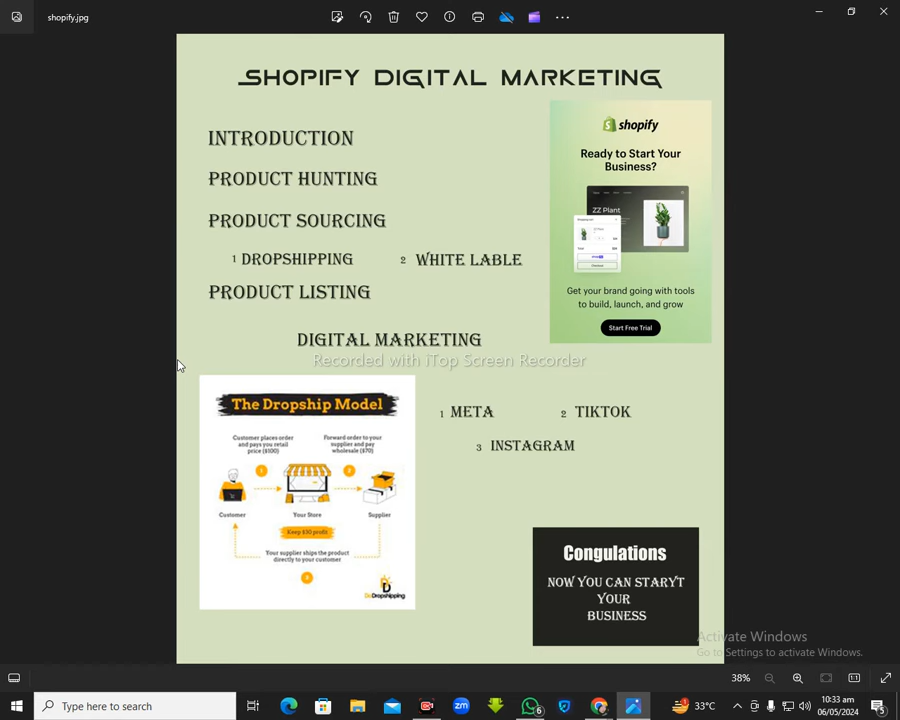 shopify.jpg
SHOPIFY DIGITAL MARKETING
INTRODUCTION
PRODUCT HUNTING
PRODUCT SOURCING
1 DROPSHIPPING
2 WHITE LABLE
PRODUCT LISTING
shopify
Ready to Start Your
Business?
ZZ Plant
Get your brand going with tools
to build, launch, and grow
Start Free Trial
DIGITAL MARKETING
Recorded with iTop Screen Recorder
The Dropship Model
Customer places order
and pays you retail
price ($100)
Forward order to your
supplier and pay
wholesale ($70)
1
2
Customer
Your Store
Supplier
Keep $30 profit
Your supplier ships the product
directly to your customer
3
DoDropshipping
1 META
2 TIKTOK
3 INSTAGRAM
Congulations
NOW YOU CAN STARYT
YOUR
BUSINESS
Activate Windows
Go to Settings to activate Windows.
38%
Type here to search
6
33°C
10:33 am
06/05/2024
5